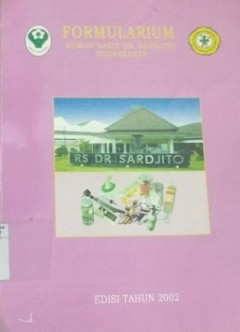 FORMULARIUM
RUMAH SAKIT DR. SARDJITO
YOGYAKARTA
RS DR. SARDJITO
EDISI TAHUN 2002